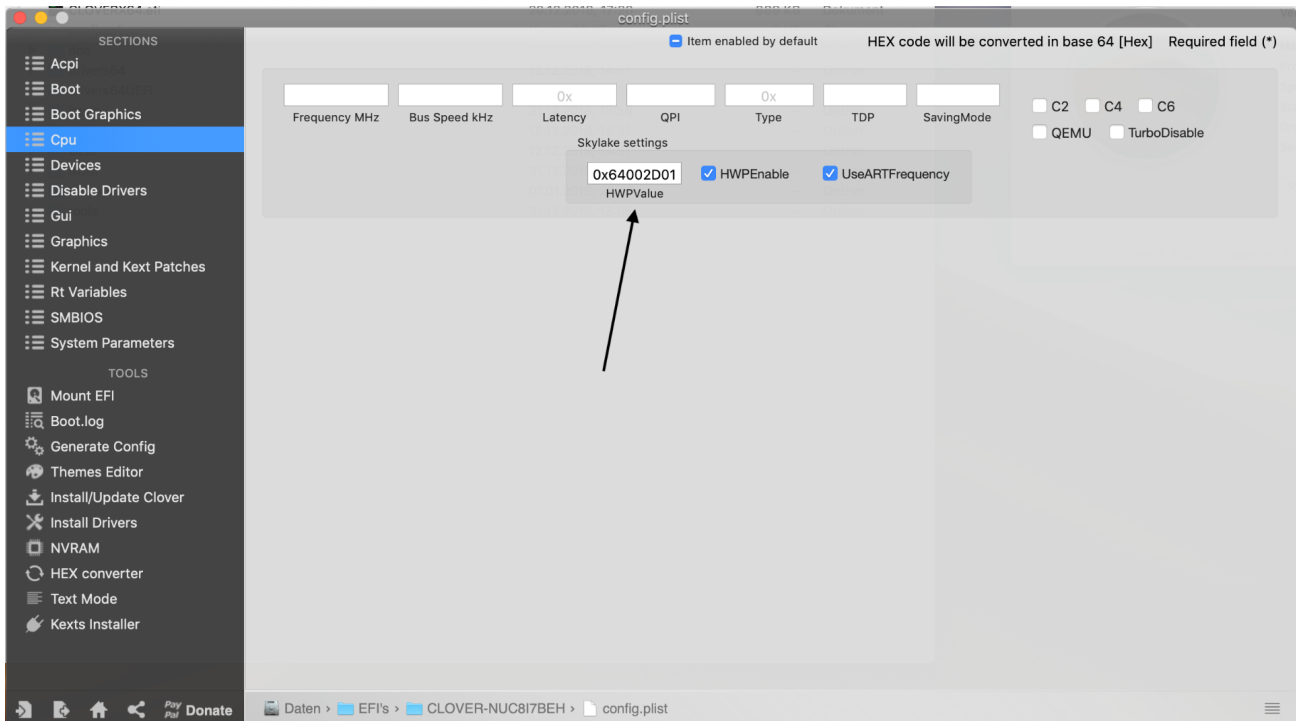 config.plist
SECTIONS
Item enabled by default
HEX code will be converted in base 64 [Hex]
Required field (*)
Acpi
Boot
Boot Graphics
Cpu
Devices
Disable Drivers
Gui
Graphics
Kernel and Kext Patches
Rt Variables
SMBIOS
System Parameters
TOOLS
Mount EFI
Boot.log
Generate Config
Themes Editor
Install/Update Clover
Install Drivers
NVRAM
HEX converter
Text Mode
Kexts Installer
Pay Pal Donate
0x 0x
Frequency MHz Bus Speed kHz Latency QPI Type TDP SavingMode
C2 C4 C6
QEMU TurboDisable
Skylake settings
0x64002D01 HWPEnable UseARTFrequency
HWPValue
Daten › EFI's › CLOVER-NUC8I7BEH › config.plist